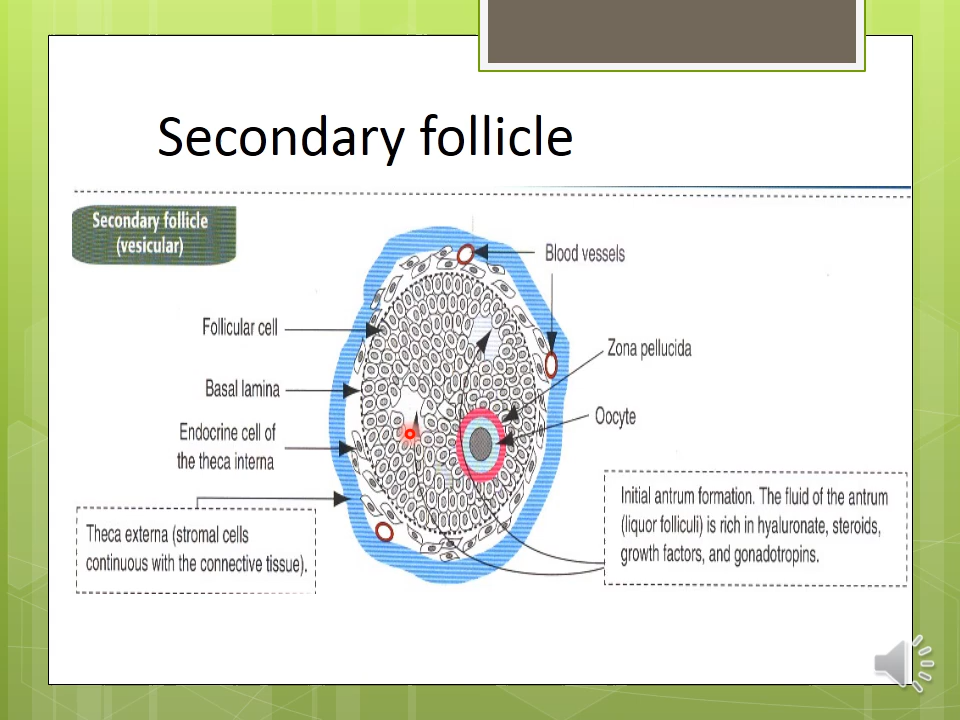 Secondary follicle
Secondary follicle
(vesicular)
Blood vessels
Follicular cell
Zona pellucida
Basal lamina
Oocyte
Endocrine cell of
the theca interna
Initial antrum formation. The fluid of the antrum
(liquor folliculi) is rich in hyaluronate, steroids,
growth factors, and gonadotropins.
Theca externa (stromal cells
continuous with the connective tissue).